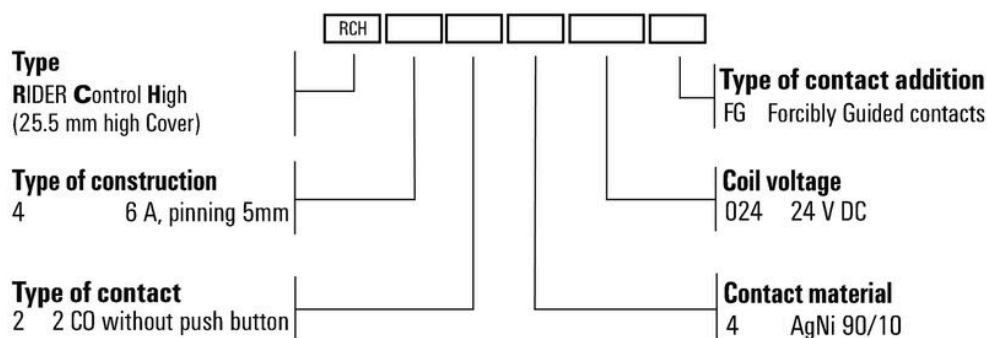 RCH
Type
RIDER Control High
(25.5 mm high Cover)
Type of contact addition
FG Forcibly Guided contacts
Type of construction
4 6 A, pinning 5mm
Coil voltage
024 24 V DC
Type of contact
2 2 CO without push button
Contact material
4 AgNi 90/10